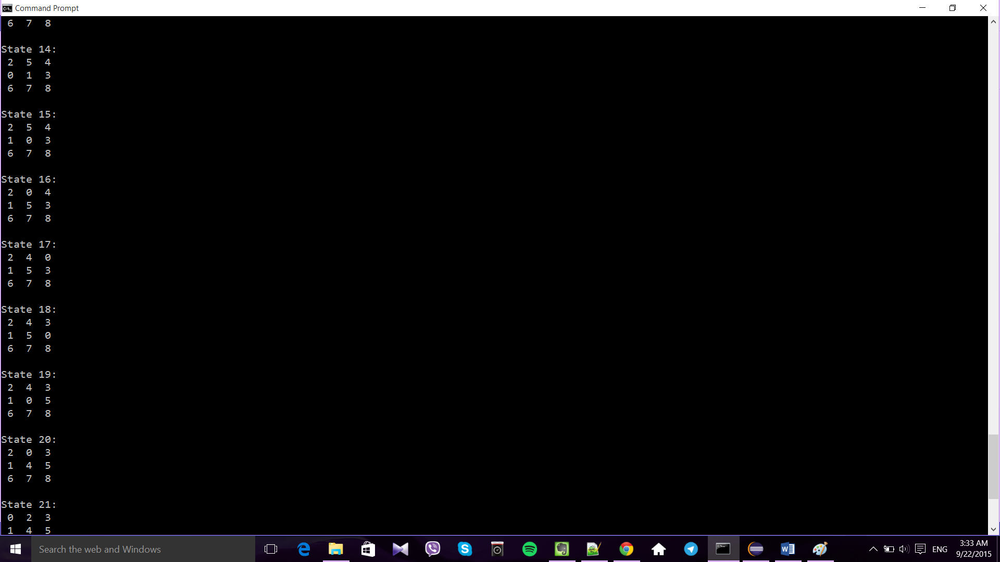 Command Prompt
6 7 8
State 14:
2 5 4
0 1 3
6 7 8
State 15:
2 5 4
1 0 3
6 7 8
State 16:
2 0 4
1 5 3
6 7 8
State 17:
2 4 0
1 5 3
6 7 8
State 18:
2 4 3
1 5 0
6 7 8
State 19:
2 4 3
1 0 5
6 7 8
State 20:
2 0 3
1 4 5
6 7 8
State 21:
0 2 3
1 4 5
Search the web and Windows
ENG
3:33 AM
9/22/2015